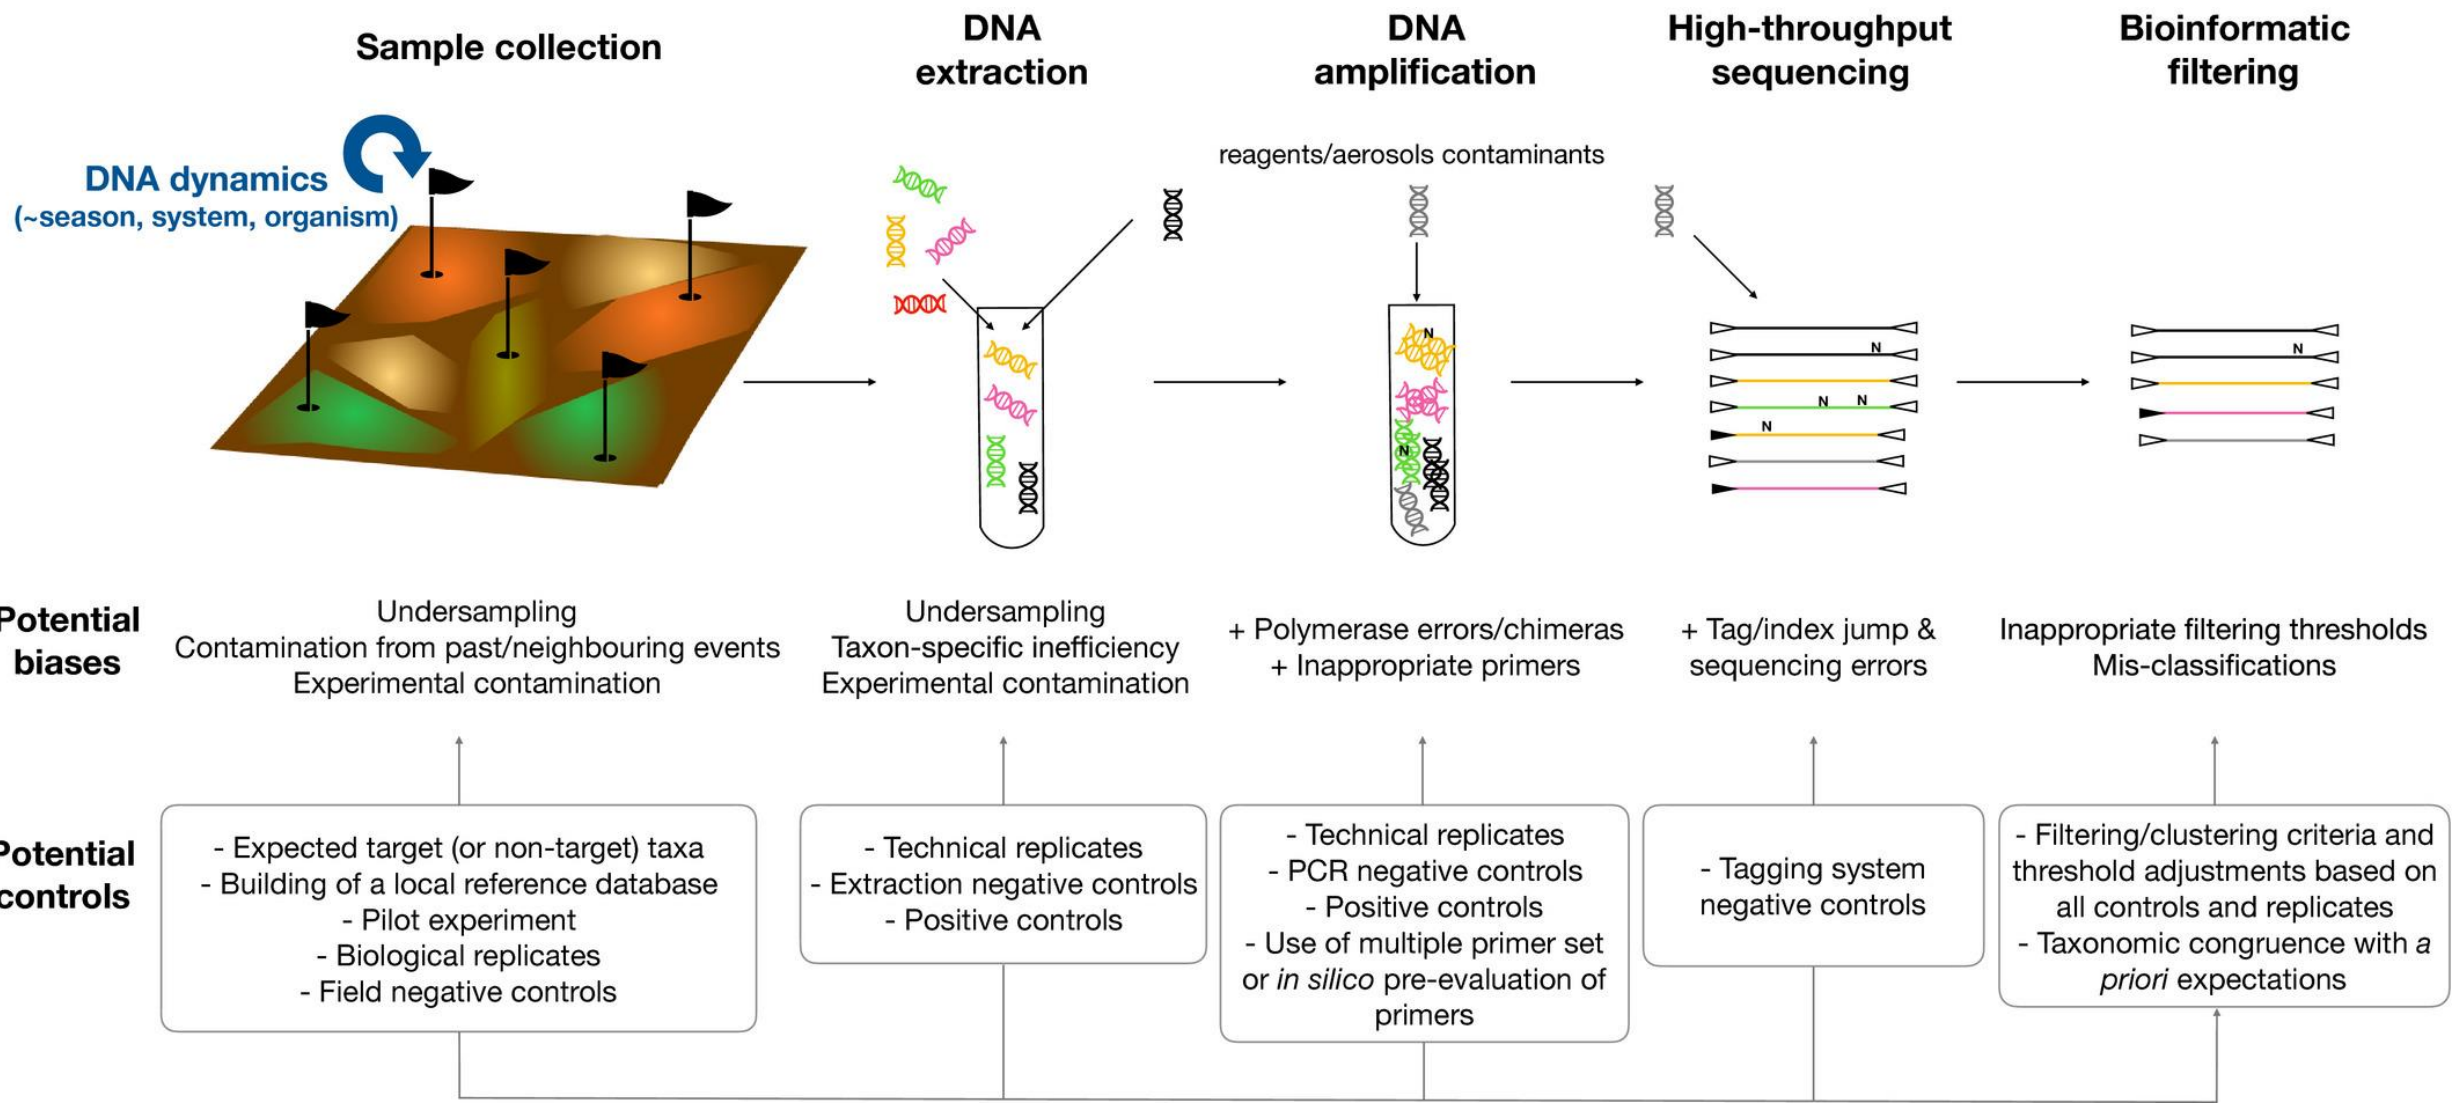 Sample collection
DNA
extraction
DNA
amplification
High-throughput
sequencing
Bioinformatic
filtering
DNA dynamics
(~season, system, organism)
reagents/aerosols contaminants
N
N
N
N
N
N
N
Potential
biases
Undersampling
Contamination from past/neighbouring events
Experimental contamination
Undersampling
Taxon-specific inefficiency
Experimental contamination
+ Polymerase errors/chimeras
+ Inappropriate primers
+ Tag/index jump &
sequencing errors
Inappropriate filtering thresholds
Mis-classifications
Potential
controls
- Expected target (or non-target) taxa
- Building of a local reference database
- Pilot experiment
- Biological replicates
- Field negative controls
- Technical replicates
- Extraction negative controls
- Positive controls
- Technical replicates
- PCR negative controls
- Positive controls
- Use of multiple primer set
or in silico pre-evaluation of
primers
- Tagging system
negative controls
- Filtering/clustering criteria and
threshold adjustments based on
all controls and replicates
- Taxonomic congruence with a
priori expectations